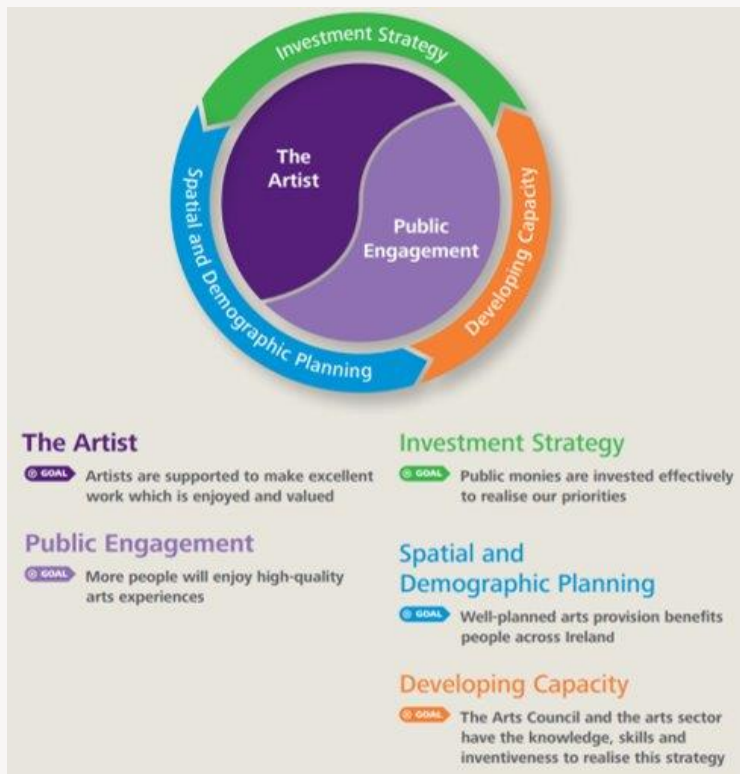 Investment Strategy
The
Artist
Public
Engagement
Spatial and Demographic Planning
Developing Capacity
The Artist
GOAL Artists are supported to make excellent
work which is enjoyed and valued
Public Engagement
GOAL More people will enjoy high-quality
arts experiences
Investment Strategy
GOAL Public monies are invested effectively
to realise our priorities
Spatial and
Demographic Planning
GOAL Well-planned arts provision benefits
people across Ireland
Developing Capacity
GOAL The Arts Council and the arts sector
have the knowledge, skills and
inventiveness to realise this strategy